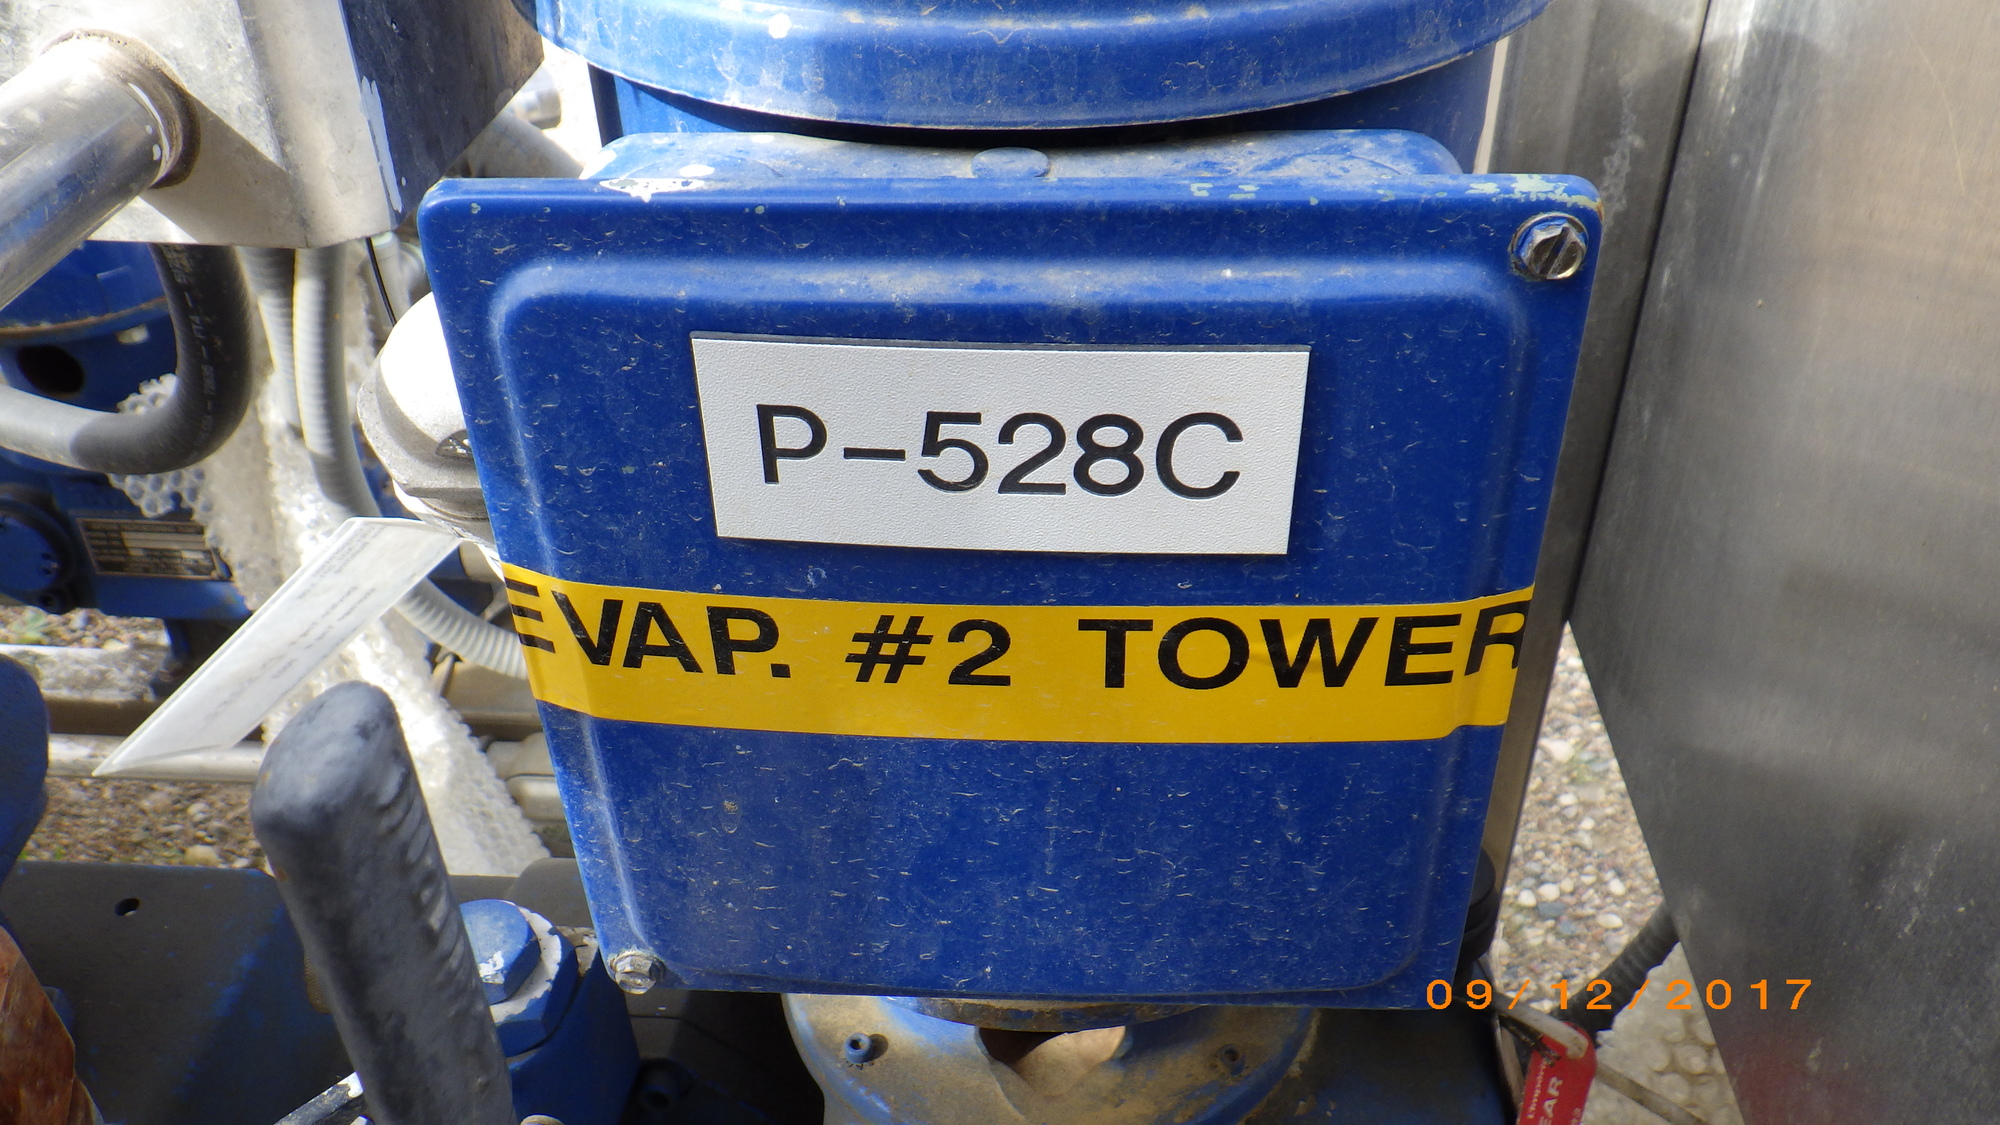 P-528C
EVAP. #2 TOWER
09/12/2017